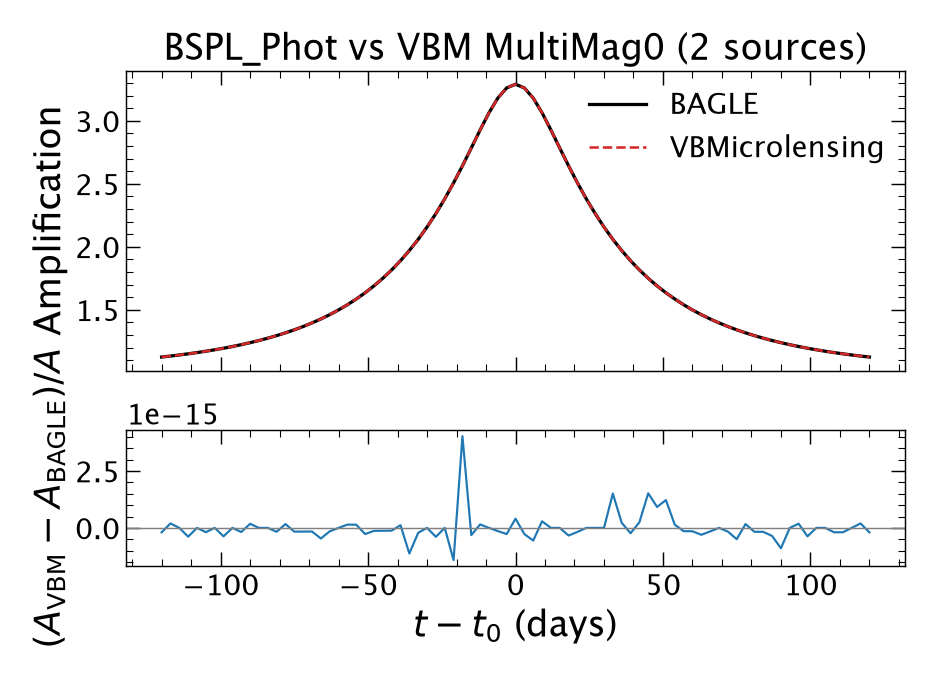 BSPL_Phot vs VBM MultiMag0 (2 sources)
BAGLE
VBMicrolensing
Amplification
3.0
2.5
2.0
1.5
1e−15
(A_VBM − A_BAGLE)/A
2.5
0.0
−100 −50 0 50 100
t − t₀ (days)